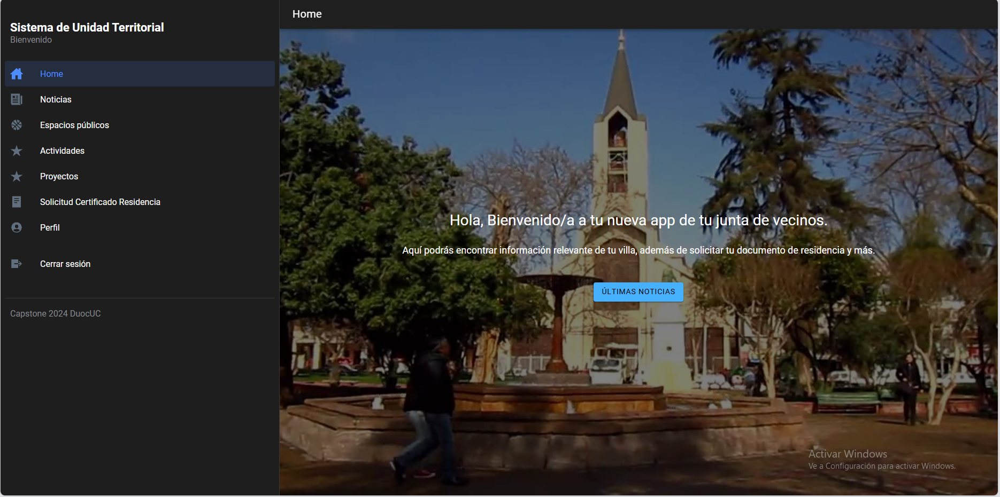 Sistema de Unidad Territorial
Bienvenido
Home
Noticias
Espacios públicos
Actividades
Proyectos
Solicitud Certificado Residencia
Perfil
Cerrar sesión
Capstone 2024 DuocUC
Home
Hola, Bienvenido/a a tu nueva app de tu junta de vecinos.
Aquí podrás encontrar información relevante de tu villa, además de solicitar tu documento de residencia y más.
ÚLTIMAS NOTICIAS
Activar Windows
Ve a Configuración para activar Windows.